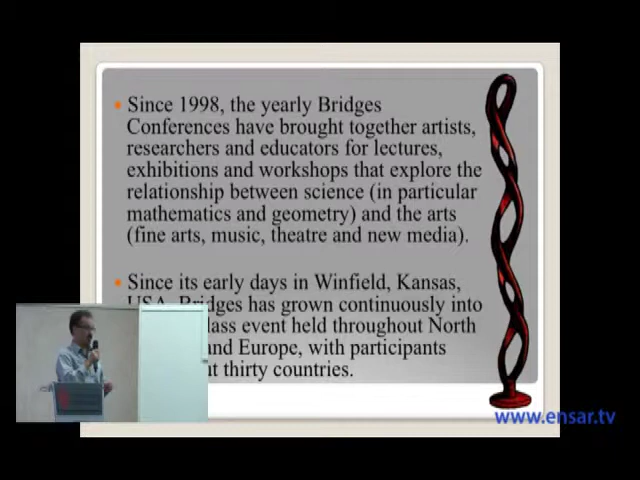 Since 1998, the yearly Bridges
Conferences have brought together artists,
researchers and educators for lectures,
exhibitions and workshops that explore the
relationship between science (in particular
mathematics and geometry) and the arts
(fine arts, music, theatre and new media).
Since its early days in Winfield, Kansas,
USA, Bridges has grown continuously into
lass event held throughout North
nd Europe, with participants
t thirty countries.
www.ensar.tv